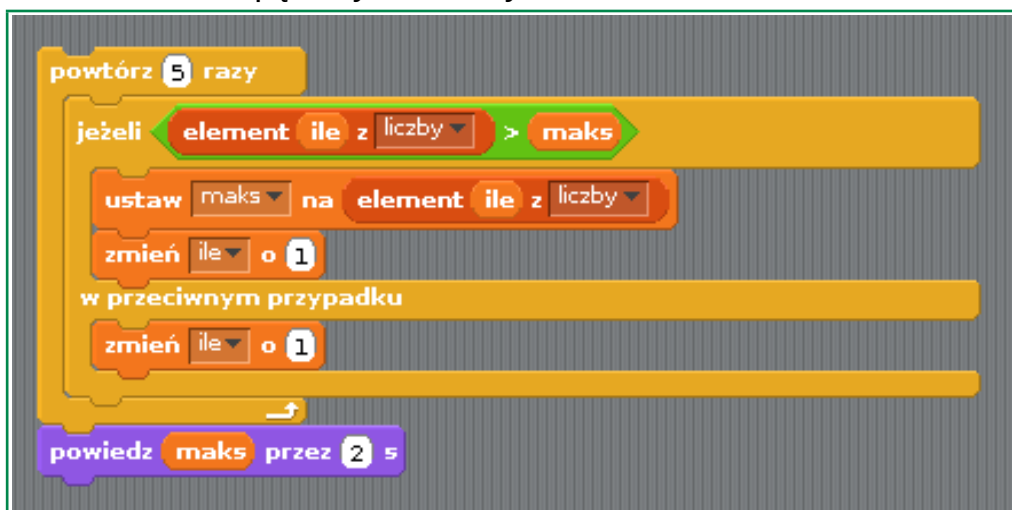 powtórz 5 razy
jeżeli element ile z liczby > maks
ustaw maks na element ile z liczby
zmień ile o 1
w przeciwnym przypadku
zmień ile o 1
powiedz maks przez 2 s